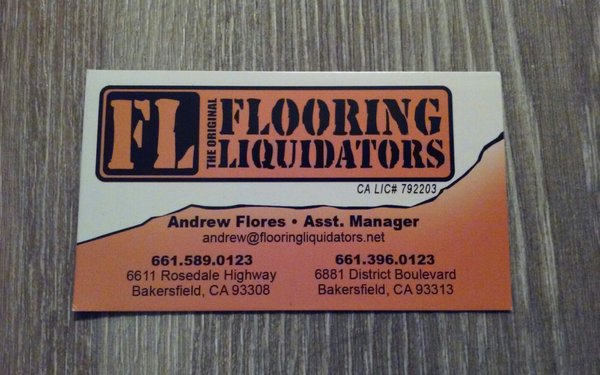 FL
THE ORIGINAL
FLOORING
LIQUIDATORS
CA LIC# 792203
Andrew Flores • Asst. Manager
andrew@flooringliquidators.net
661.589.0123
6611 Rosedale Highway
Bakersfield, CA 93308
661.396.0123
6881 District Boulevard
Bakersfield, CA 93313